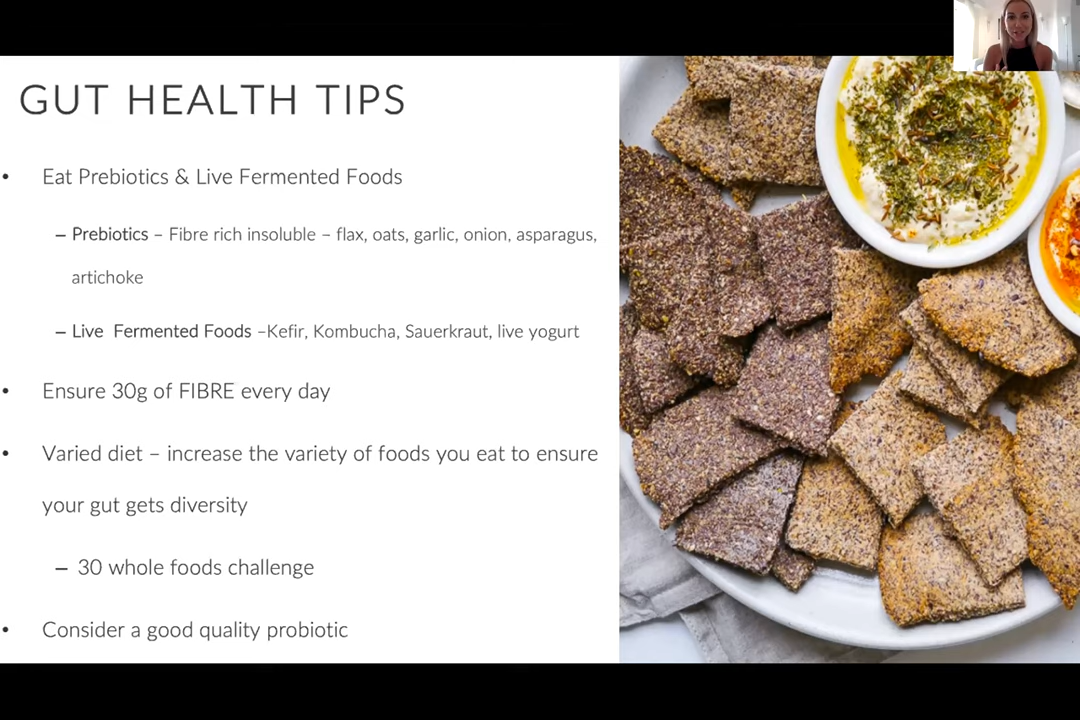 GUT HEALTH TIPS
• Eat Prebiotics & Live Fermented Foods
– Prebiotics – Fibre rich insoluble – flax, oats, garlic, onion, asparagus,
artichoke
– Live  Fermented Foods –Kefir, Kombucha, Sauerkraut, live yogurt
• Ensure 30g of FIBRE every day
• Varied diet – increase the variety of foods you eat to ensure
your gut gets diversity
– 30 whole foods challenge
• Consider a good quality probiotic